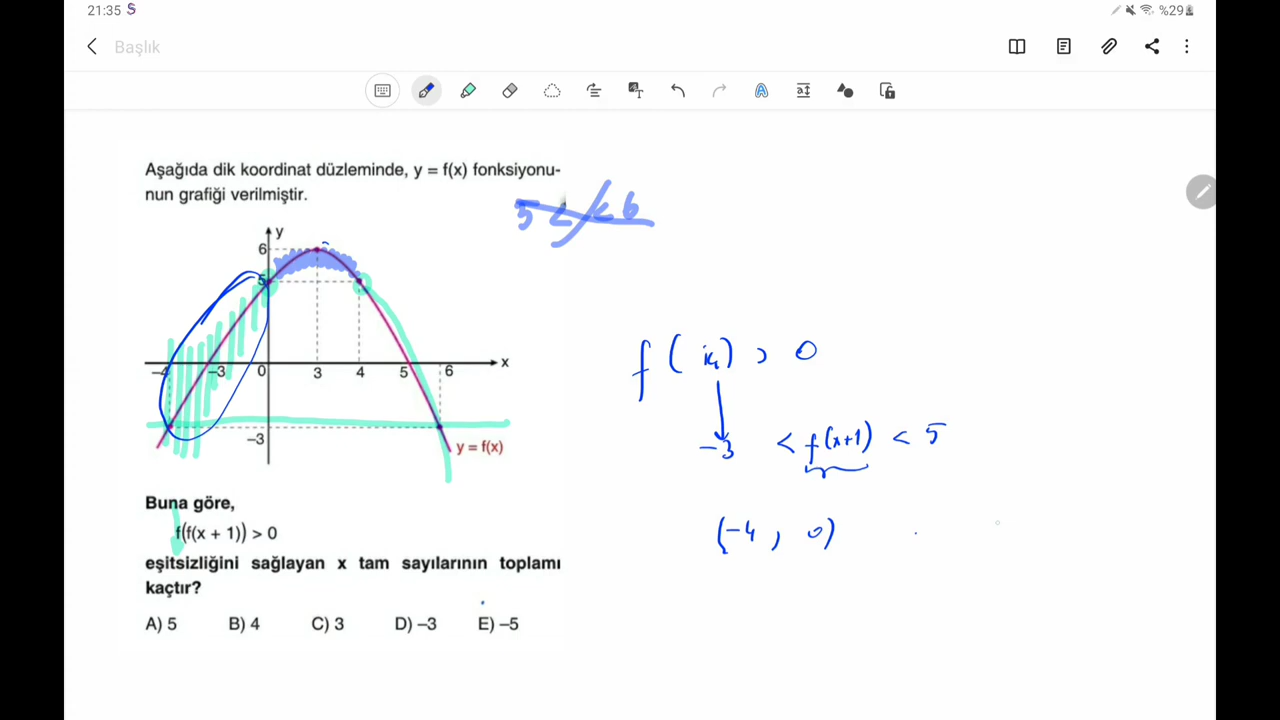 21:35 S %29
Başlık
Aşağıda dik koordinat düzleminde, y = f(x) fonksiyonu-
nun grafiği verilmiştir.
5 < < 6
y
6
5
-4 -3 0 3 4 5 6 x
-3
y = f(x)
f( ) > 0
-3 < f(x+1) < 5
(-4, 0)
Buna göre,
f(f(x + 1)) > 0
eşitsizliğini sağlayan x tam sayılarının toplamı
kaçtır?
A) 5 B) 4 C) 3 D) –3 E) –5